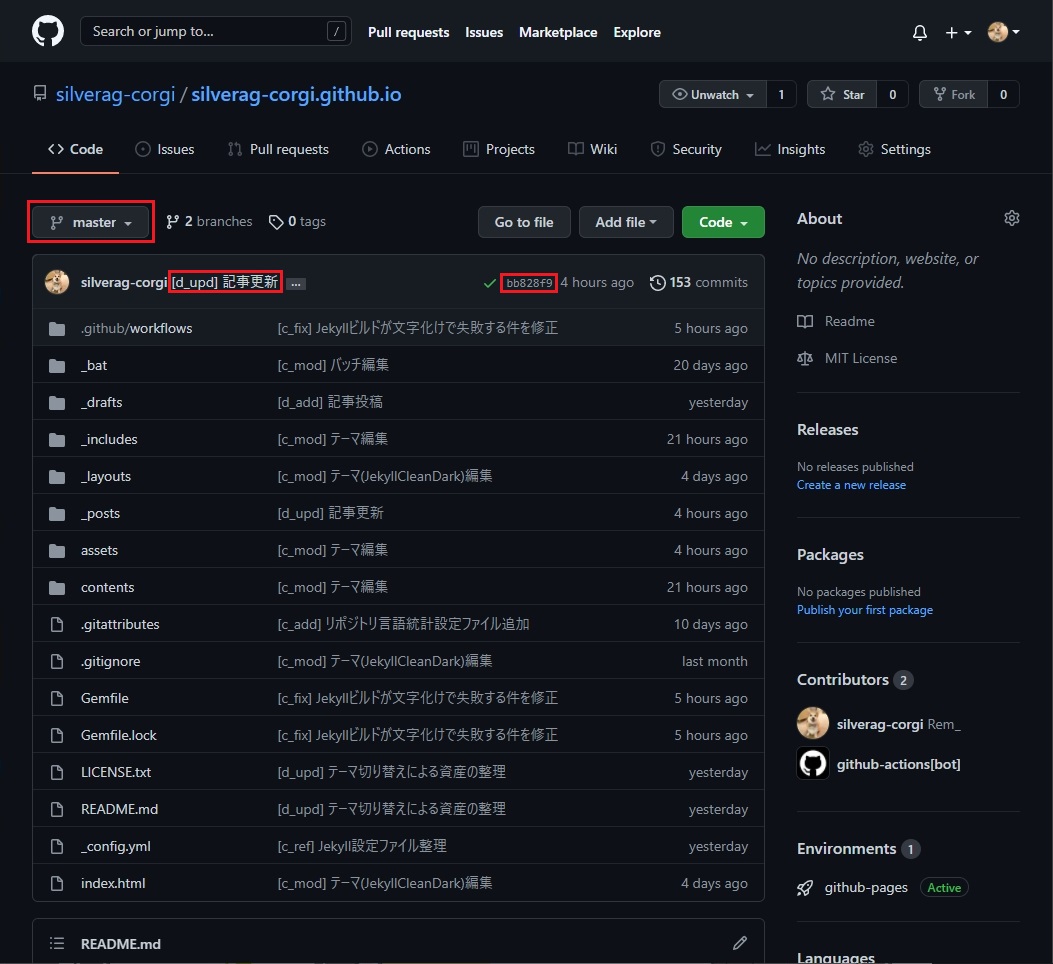 Search or jump to... /
Pull requests Issues Marketplace Explore
silverag-corgi / silverag-corgi.github.io
Unwatch 1 Star 0 Fork 0
Code Issues Pull requests Actions Projects Wiki Security Insights Settings
master 2 branches 0 tags Go to file Add file Code
silverag-corgi [d_upd] 記事更新 ... bb828f9 4 hours ago 153 commits
.github/workflows [c_fix] Jekyllビルドが文字化けで失敗する件を修正 5 hours ago
_bat [c_mod] バッチ編集 20 days ago
_drafts [d_add] 記事投稿 yesterday
_includes [c_mod] テーマ編集 21 hours ago
_layouts [c_mod] テーマ(JekyllCleanDark)編集 4 days ago
_posts [d_upd] 記事更新 4 hours ago
assets [c_mod] テーマ編集 4 hours ago
contents [c_mod] テーマ編集 21 hours ago
.gitattributes [c_add] リポジトリ言語統計設定ファイル追加 10 days ago
.gitignore [c_mod] テーマ(JekyllCleanDark)編集 last month
Gemfile [c_fix] Jekyllビルドが文字化けで失敗する件を修正 5 hours ago
Gemfile.lock [c_fix] Jekyllビルドが文字化けで失敗する件を修正 5 hours ago
LICENSE.txt [d_upd] テーマ切り替えによる資産の整理 yesterday
README.md [d_upd] テーマ切り替えによる資産の整理 yesterday
_config.yml [c_ref] Jekyll設定ファイル整理 yesterday
index.html [c_mod] テーマ(JekyllCleanDark)編集 4 days ago
README.md
About
No description, website, or
topics provided.
Readme
MIT License
Releases
No releases published
Create a new release
Packages
No packages published
Publish your first package
Contributors 2
silverag-corgi Rem_
github-actions[bot]
Environments 1
github-pages Active
Languages